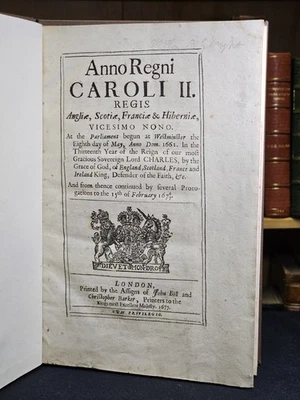 Anno Regni
CAROLI II.
REGIS
Angliæ, Scotiæ, Franciæ & Hiberniæ,
VICESIMO NONO.
At the Parliament begun at Westminster the
Eighth day of May, Anno Dom. 1661. In the
Thirteenth Year of the Reign of our most
Gracious Sovereign Lord CHARLES, by the
Grace of God, of England, Scotland, France and
Ireland King, Defender of the Faith, &c.
And from thence continued by several Proro-
gations to the 15th of February 167
DIEV·ET·MON·DROIT
LONDON,
Printed by the Assigns of John Bill and
Christopher Barker, Printers to the
Kings most Excellent Majesty. 1677.
CUM PRIVILEGIO.